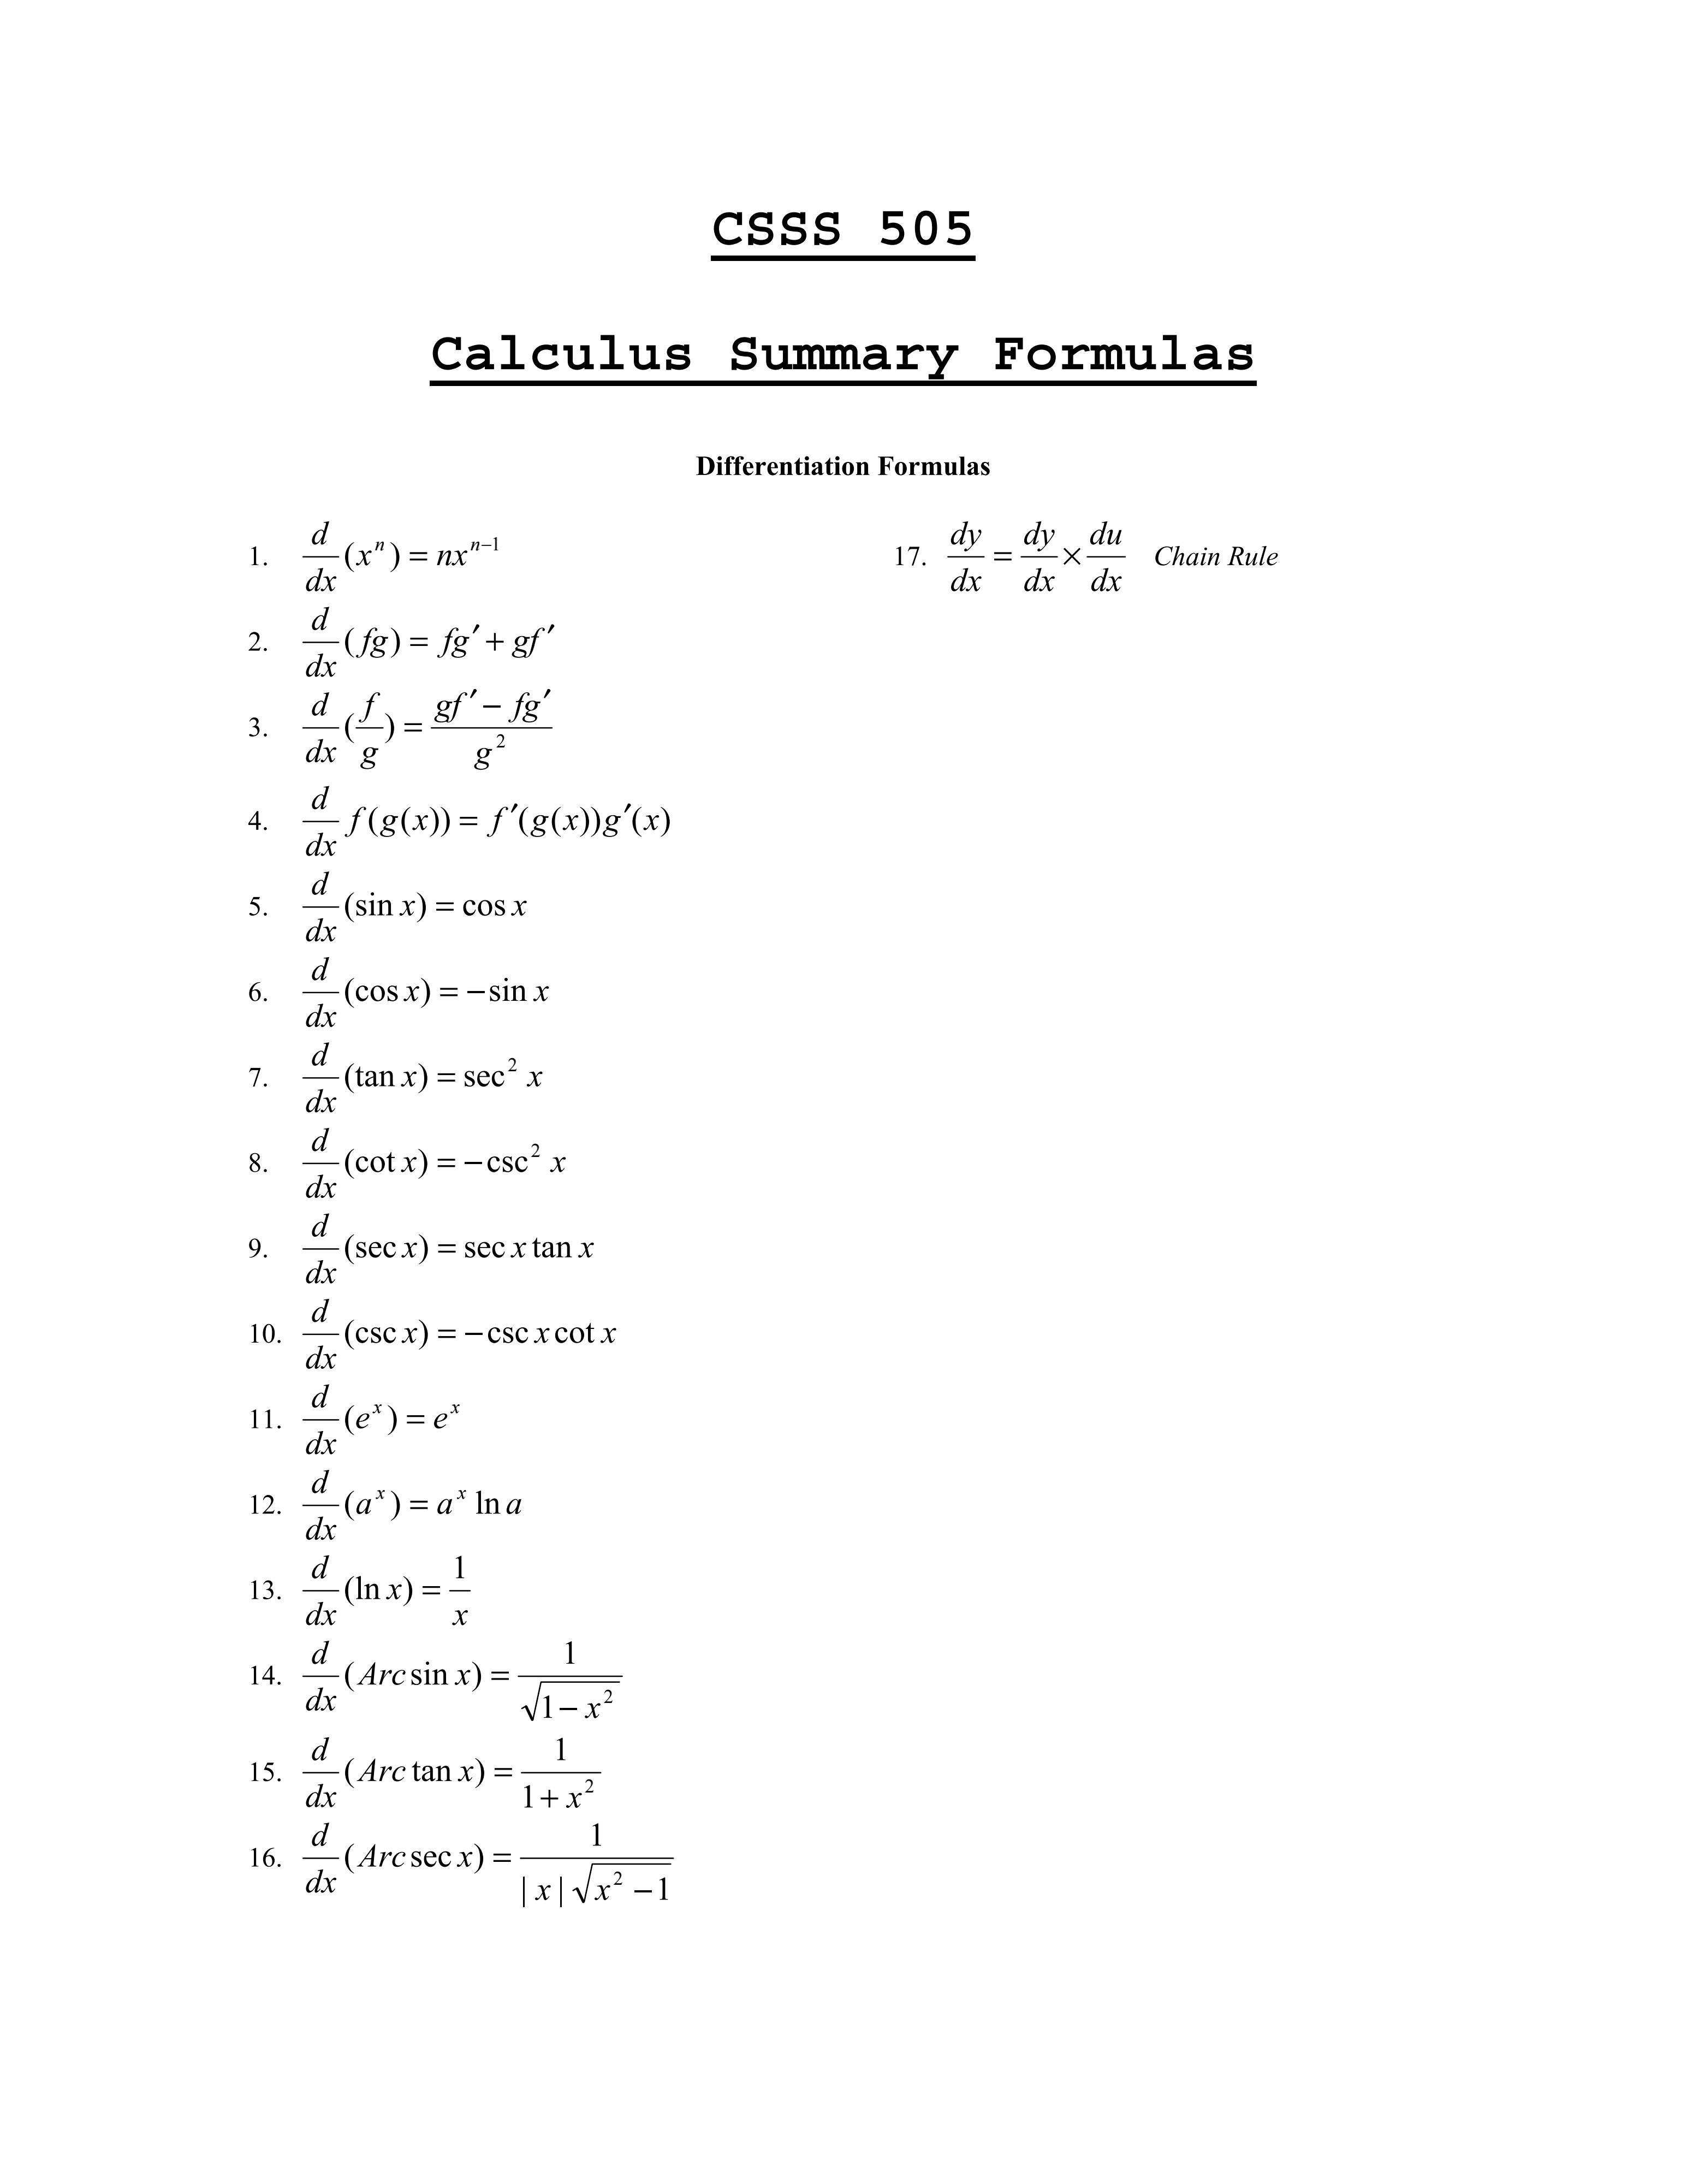 CSSS 505
Calculus Summary Formulas
Differentiation Formulas
1. \frac{d}{dx}(x^n) = nx^{n-1}
2. \frac{d}{dx}(fg) = fg′ + gf′
3. \frac{d}{dx}(\frac{f}{g}) = \frac{gf′ − fg′}{g^2}
4. \frac{d}{dx} f(g(x)) = f′(g(x))g′(x)
5. \frac{d}{dx}(sin x) = cos x
6. \frac{d}{dx}(cos x) = −sin x
7. \frac{d}{dx}(tan x) = sec^2 x
8. \frac{d}{dx}(cot x) = −csc^2 x
9. \frac{d}{dx}(sec x) = sec x tan x
10. \frac{d}{dx}(csc x) = −csc x cot x
11. \frac{d}{dx}(e^x) = e^x
12. \frac{d}{dx}(a^x) = a^x ln a
13. \frac{d}{dx}(ln x) = \frac{1}{x}
14. \frac{d}{dx}(Arc sin x) = \frac{1}{\sqrt{1 − x^2}}
15. \frac{d}{dx}(Arc tan x) = \frac{1}{1 + x^2}
16. \frac{d}{dx}(Arc sec x) = \frac{1}{|x| \sqrt{x^2 − 1}}
17. \frac{dy}{dx} = \frac{dy}{dx} × \frac{du}{dx} Chain Rule